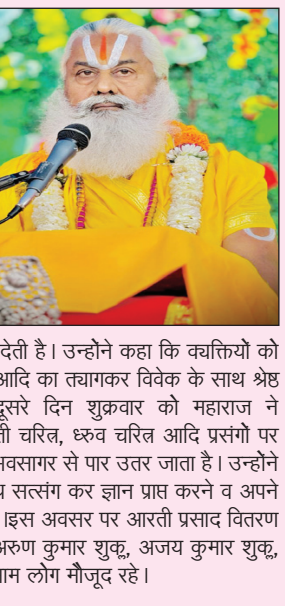 देती है। उन्होंने कहा कि वयक्तियों को
आदि का त्यागकर विवेक के साथ श्रेष्ठ
दूसरे दिन शुक्रवार को महाराज ने
ती चरित्र, ध्रुव चरित्र आदि प्रसंगों पर
भवसागर से पार उतर जाता है। उन्होंने
सत्संग कर ज्ञान प्राप्त करने व अपने
।इस अवसर पर आरती प्रसाद वितरण
अरुण कुमार शुक्ल, अजय कुमार शुक्ल,
लोग मौजूद रहे।